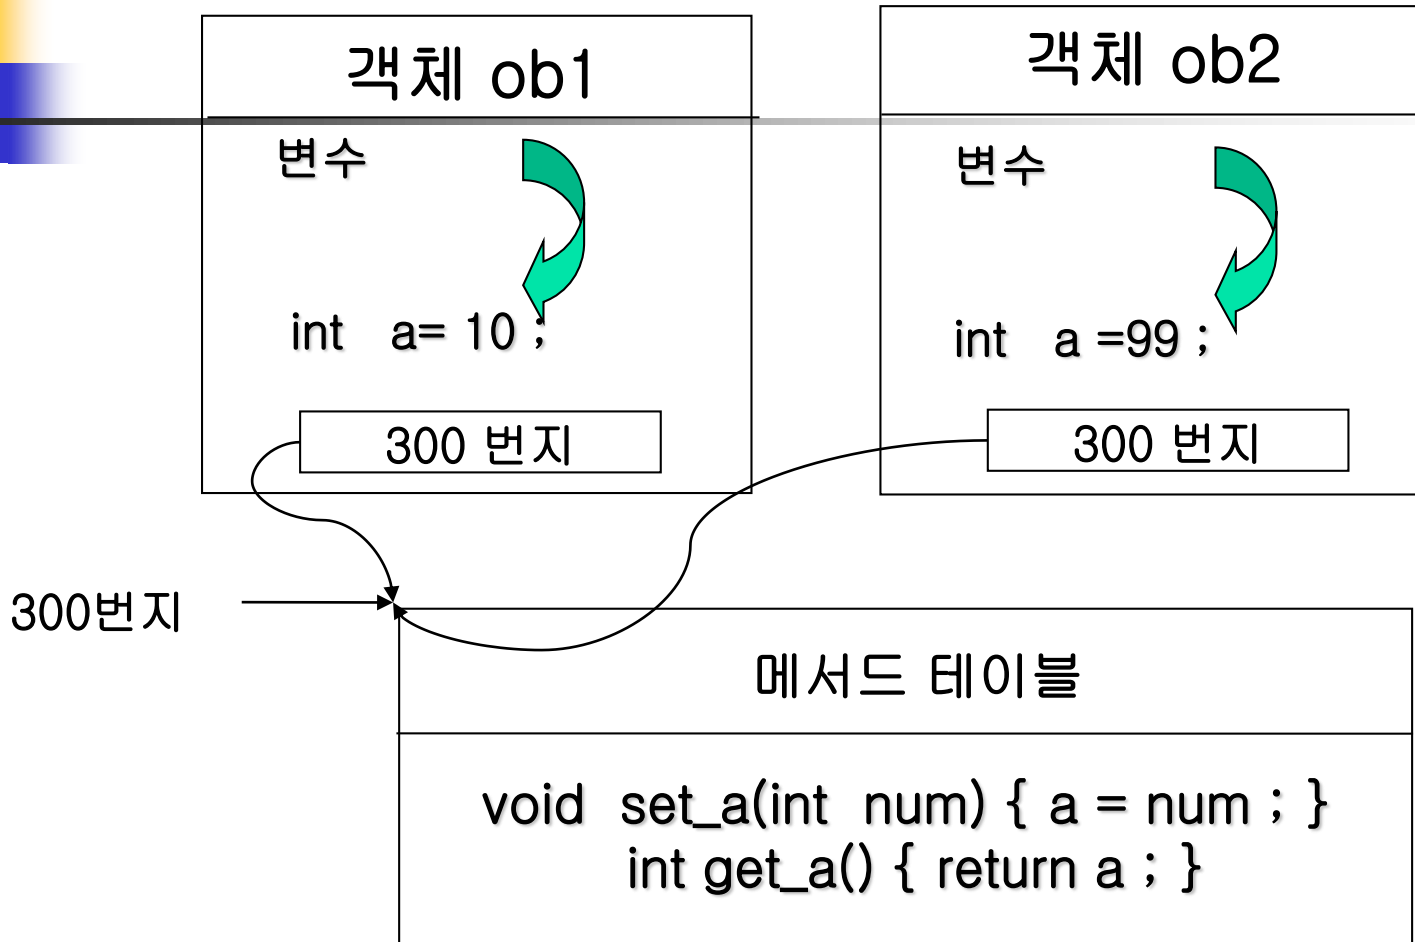 객체 ob1
변수
int a= 10 ;
300 번지
객체 ob2
변수
int a =99 ;
300 번지
300번지
메서드 테이블
void set_a(int num) { a = num ; }
int get_a() { return a ; }